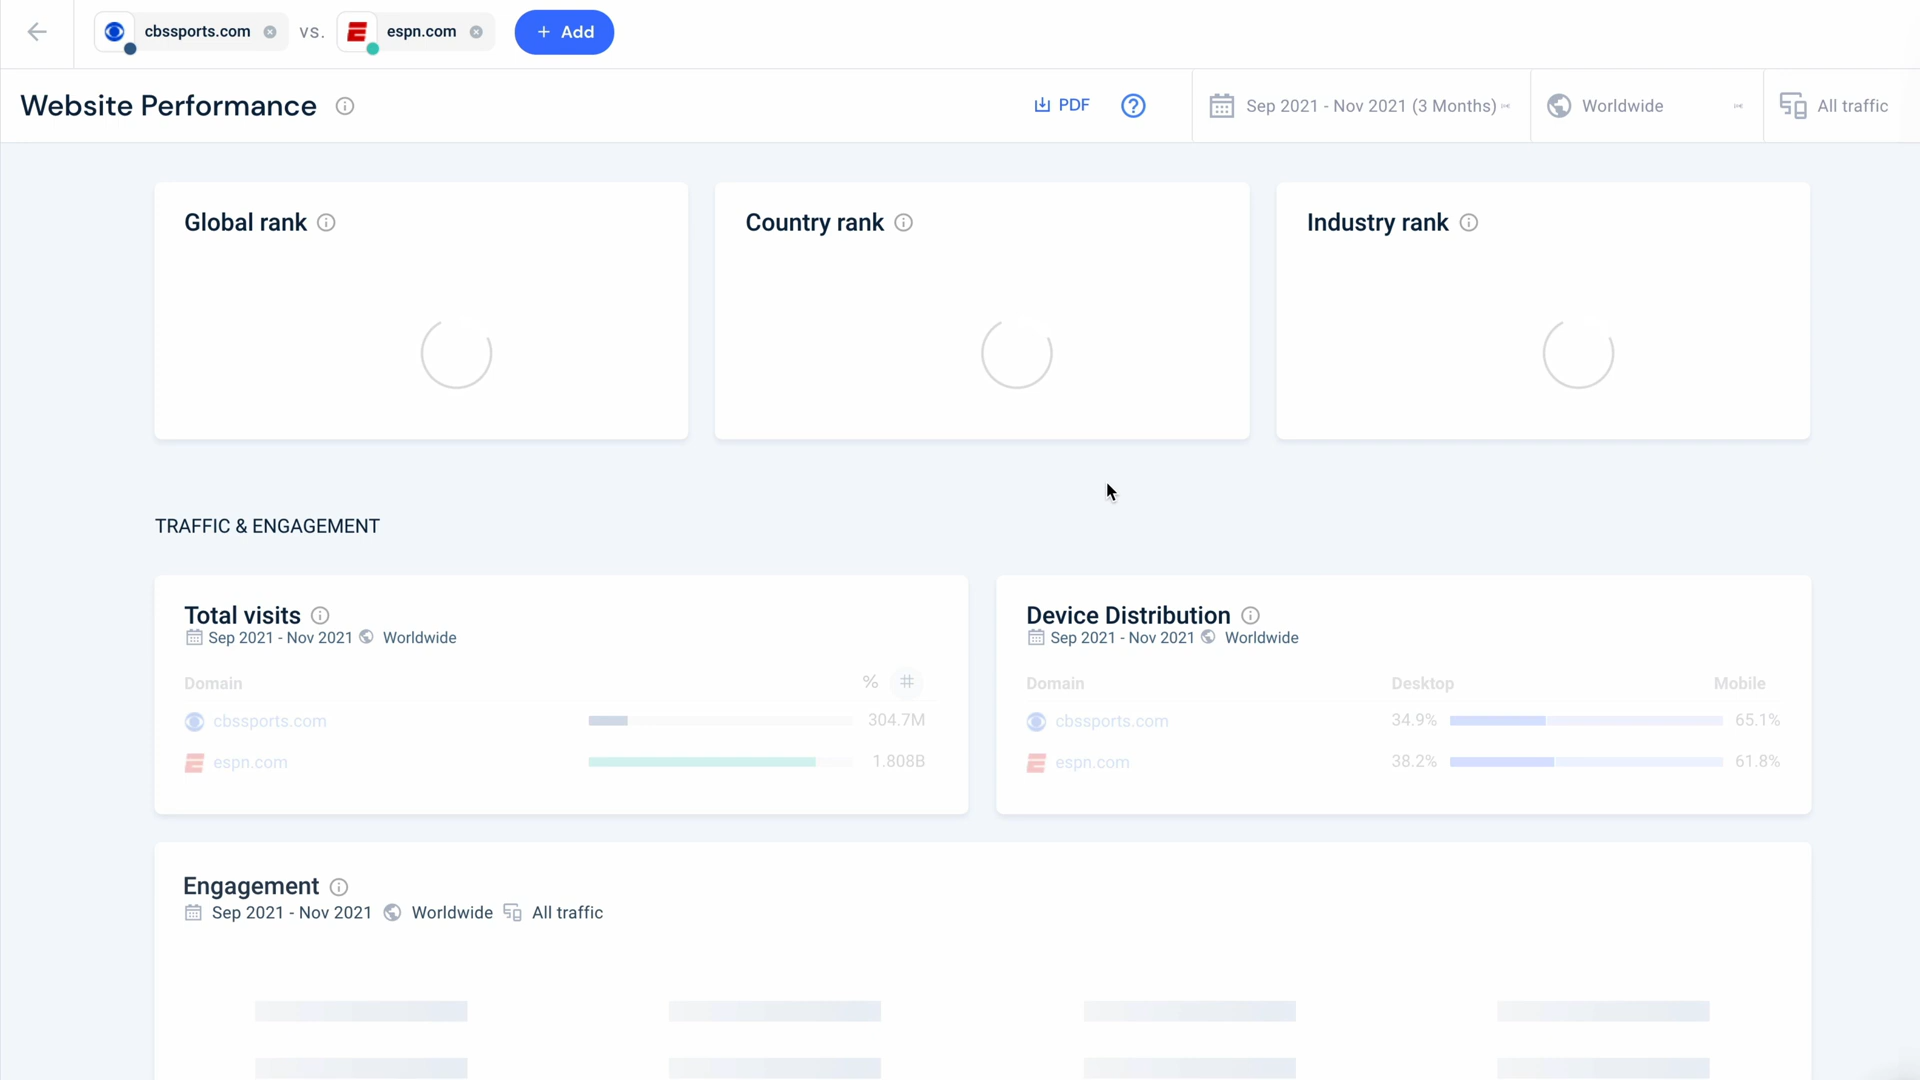 cbssports.com vs. espn.com + Add
Website Performance
PDF
Sep 2021 - Nov 2021 (3 Months)
Worldwide
All traffic
Global rank
Country rank
Industry rank
TRAFFIC & ENGAGEMENT
Total visits
Sep 2021 - Nov 2021 Worldwide
Domain % #
cbssports.com 304.7M
espn.com 1.808B
Device Distribution
Sep 2021 - Nov 2021 Worldwide
Domain Desktop Mobile
cbssports.com 34.9% 65.1%
espn.com 38.2% 61.8%
Engagement
Sep 2021 - Nov 2021 Worldwide All traffic